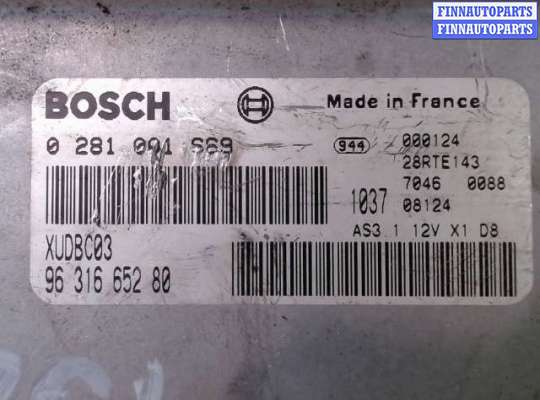 FINNAUTOPARTS
FINNAUTOPARTS
BOSCH
Made in France
0 281 001 669
944
000124
28RTE143
7046 0088
1037 08124
AS3.1 12V X1 D8
XUDBC03
96 316 652 80